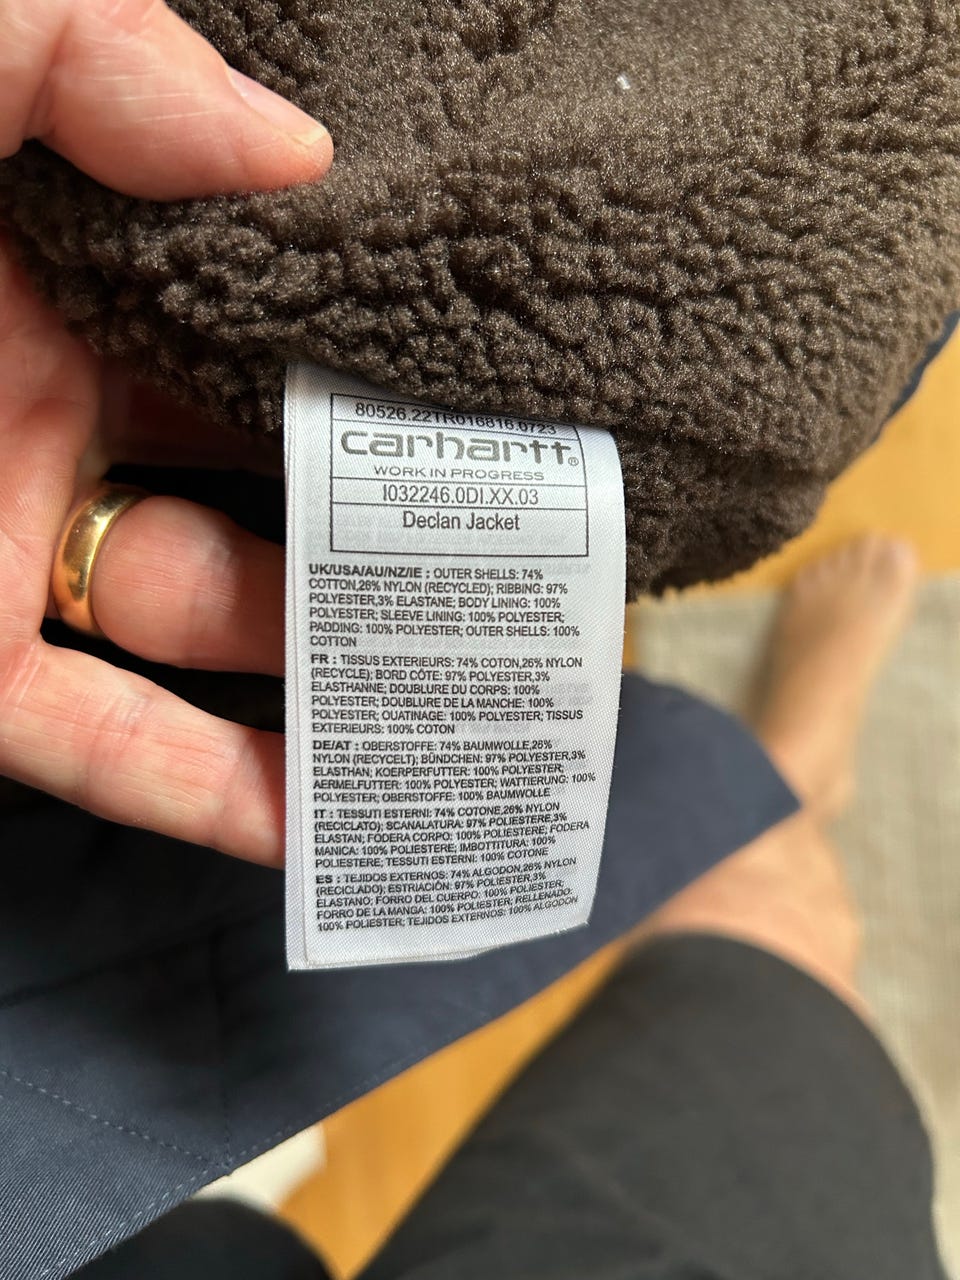 80526.22TR016816.0723
carhartt®
WORK IN PROGRESS
I032246.0DI.XX.03
Declan Jacket
UK/USA/AU/NZ/IE : OUTER SHELLS: 74%
COTTON,26% NYLON (RECYCLED); RIBBING: 97%
POLYESTER,3% ELASTANE; BODY LINING: 100%
POLYESTER; SLEEVE LINING: 100% POLYESTER;
PADDING: 100% POLYESTER; OUTER SHELLS: 100%
COTTON
FR : TISSUS EXTERIEURS: 74% COTON,26% NYLON
(RECYCLE); BORD CÔTE: 97% POLYESTER,3%
ELASTHANNE; DOUBLURE DU CORPS: 100%
POLYESTER; DOUBLURE DE LA MANCHE: 100%
POLYESTER; OUATINAGE: 100% POLYESTER; TISSUS
EXTERIEURS: 100% COTON
DE/AT : OBERSTOFFE: 74% BAUMWOLLE,26%
NYLON (RECYCELT); BÜNDCHEN: 97% POLYESTER,3%
ELASTHAN; KOERPERFUTTER: 100% POLYESTER;
AERMELFUTTER: 100% POLYESTER; WATTIERUNG: 100%
POLYESTER; OBERSTOFFE: 100% BAUMWOLLE
IT : TESSUTI ESTERNI: 74% COTONE,26% NYLON
(RICICLATO); SCANALATURA: 97% POLIESTERE,3%
ELASTAN; FODERA CORPO: 100% POLIESTERE; FODERA
MANICA: 100% POLIESTERE; IMBOTTITURA: 100%
POLIESTERE; TESSUTI ESTERNI: 100% COTONE
ES : TEJIDOS EXTERNOS: 74% ALGODON,26% NYLON
(RECICLADO); ESTRIACIÓN: 97% POLIESTER,3%
ELASTANO; FORRO DEL CUERPO: 100% POLIESTER;
FORRO DE LA MANGA: 100% POLIESTER; RELLENADO:
100% POLIESTER; TEJIDOS EXTERNOS: 100% ALGODON